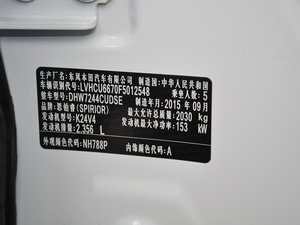 生产厂名:东风本田汽车有限公司 制造国:中华人民共和国
车辆识别代号:LVHCU6670F5012548 乘坐人数:5
整车型号:DHW7244CUDSE 制造年月:2015 年 09 月
品牌:思铂睿(SPIRIOR) 最大允许总质量:2030 kg
发动机型号:K24V4 发动机最大净功率:153 kW
发动机排量:2.356 L
外观颜色代码:NH788P 内饰颜色代码:A